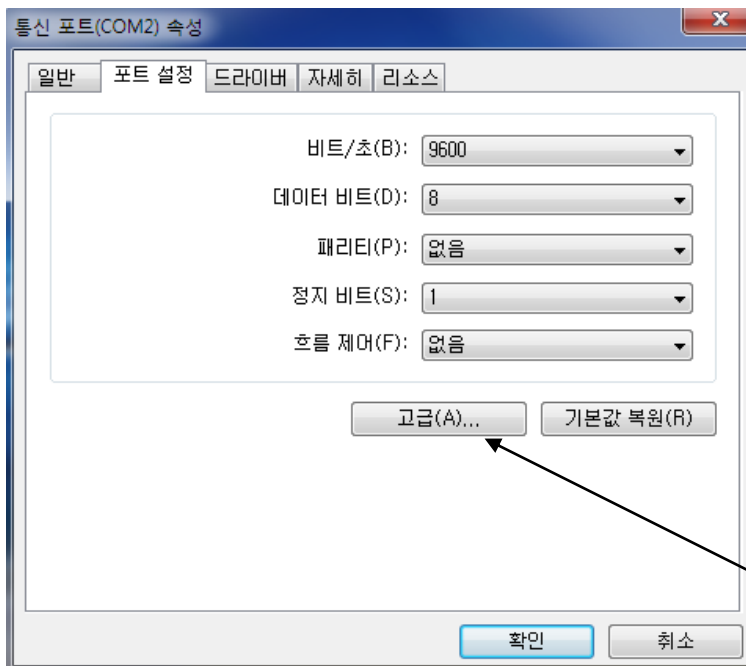 통신 포트(COM2) 속성
일반 포트 설정 드라이버 자세히 리소스
비트/초(B): 9600
데이터 비트(D): 8
패리티(P): 없음
정지 비트(S): 1
흐름 제어(F): 없음
고급(A)... 기본값 복원(R)
확인 취소